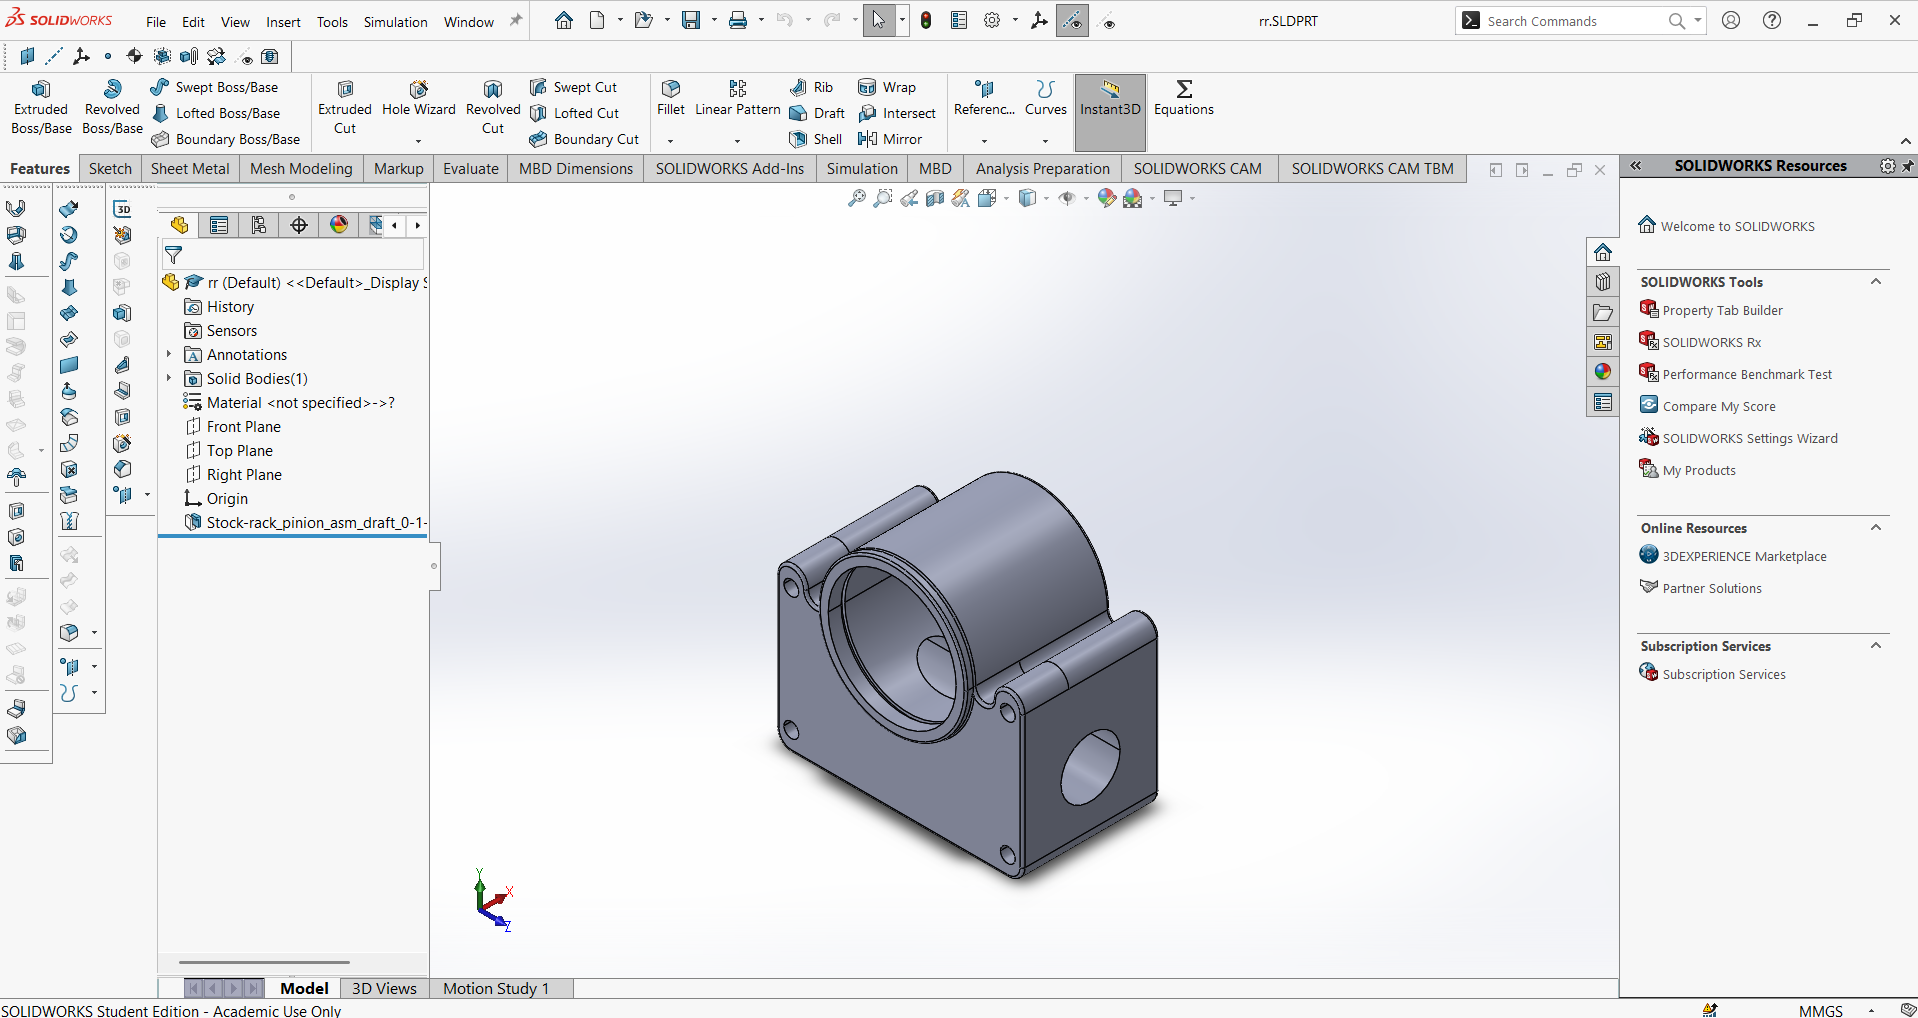 SOLIDWORKS
File Edit View Insert Tools Simulation Window
rr.SLDPRT
Search Commands
Extruded Boss/Base
Revolved Boss/Base
Swept Boss/Base
Lofted Boss/Base
Boundary Boss/Base
Extruded Cut
Hole Wizard
Revolved Cut
Swept Cut
Lofted Cut
Boundary Cut
Fillet
Linear Pattern
Rib
Draft
Shell
Wrap
Intersect
Mirror
Referenc...
Curves
Instant3D
Equations
Features Sketch Sheet Metal Mesh Modeling Markup Evaluate MBD Dimensions SOLIDWORKS Add-Ins Simulation MBD Analysis Preparation SOLIDWORKS CAM SOLIDWORKS CAM TBM
3D
rr (Default) <<Default>_Display S
History
Sensors
Annotations
Solid Bodies(1)
Material <not specified>->?
Front Plane
Top Plane
Right Plane
Origin
Stock-rack_pinion_asm_draft_0-1-
Y
X
Z
SOLIDWORKS Resources
Welcome to SOLIDWORKS
SOLIDWORKS Tools
Property Tab Builder
SOLIDWORKS Rx
Performance Benchmark Test
Compare My Score
SOLIDWORKS Settings Wizard
My Products
Online Resources
3DEXPERIENCE Marketplace
Partner Solutions
Subscription Services
Subscription Services
Model 3D Views Motion Study 1
SOLIDWORKS Student Edition - Academic Use Only
MMGS